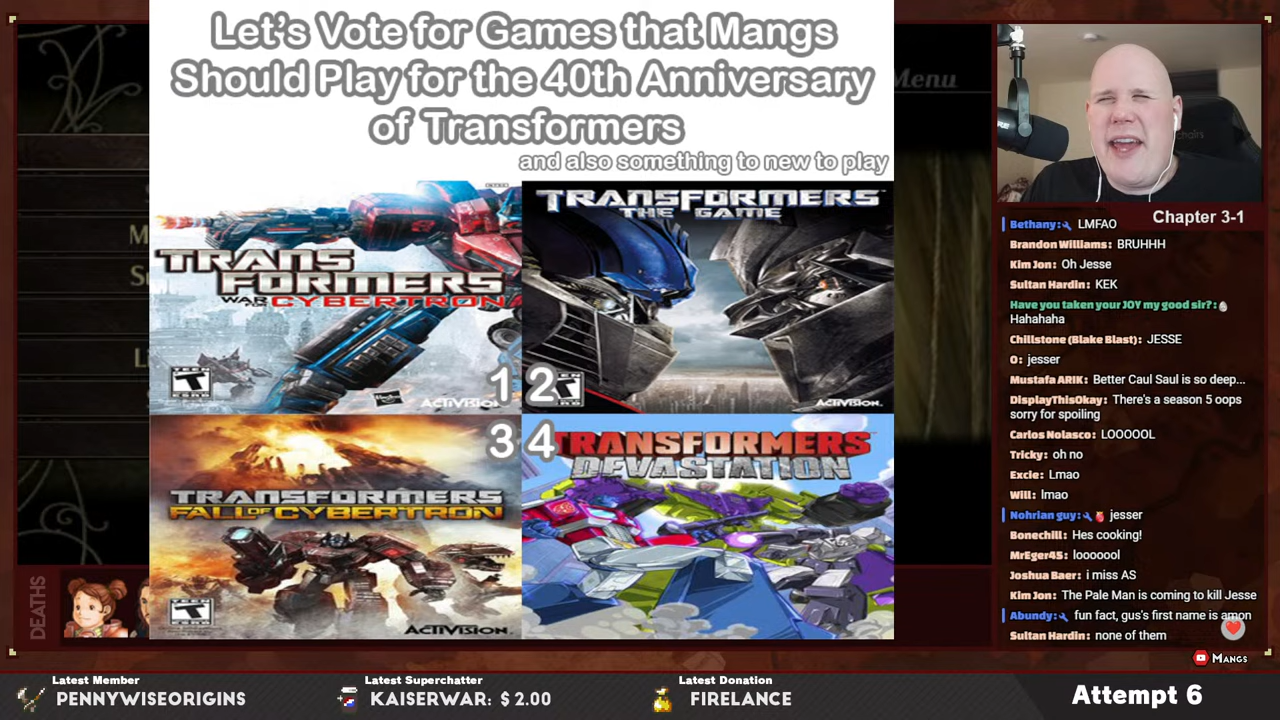 Let's Vote for Games that Mangs
Should Play for the 40th Anniversary
of Transformers
and also something to new to play
Menu
TRANSFORMERS
WAR FOR CYBERTRON
T
ESRB
Hasbro
ACTIVISION
1
TRANSFORMERS
THE GAME
2
ACTIVISION
3
TRANSFORMERS
FALL OF CYBERTRON
T
ESRB
ACTIVISION
4
TRANSFORMERS
DEVASTATION
Chapter 3-1
Bethany: LMFAO
Brandon Williams: BRUHHH
Kim Jon: Oh Jesse
Sultan Hardin: KEK
Have you taken your JOY my good sir?:
Hahahaha
Chillstone (Blake Blast): JESSE
O: jesser
Mustafa ARIK: Better Caul Saul is so deep...
DisplayThisOkay: There's a season 5 oops
sorry for spoiling
Carlos Nolasco: LOOOOOL
Tricky: oh no
Excie: Lmao
Will: lmao
Nohrian guy: jesser
Bonechill: Hes cooking!
MrEger45: looooool
Joshua Baer: i miss AS
Kim Jon: The Pale Man is coming to kill Jesse
Abundy: fun fact, gus's first name is amon
Sultan Hardin: none of them
MANGS
DEATHS
Latest Member
PENNYWISEORIGINS
Latest Superchatter
KAISERWAR: $ 2.00
Latest Donation
FIRELANCE
Attempt 6